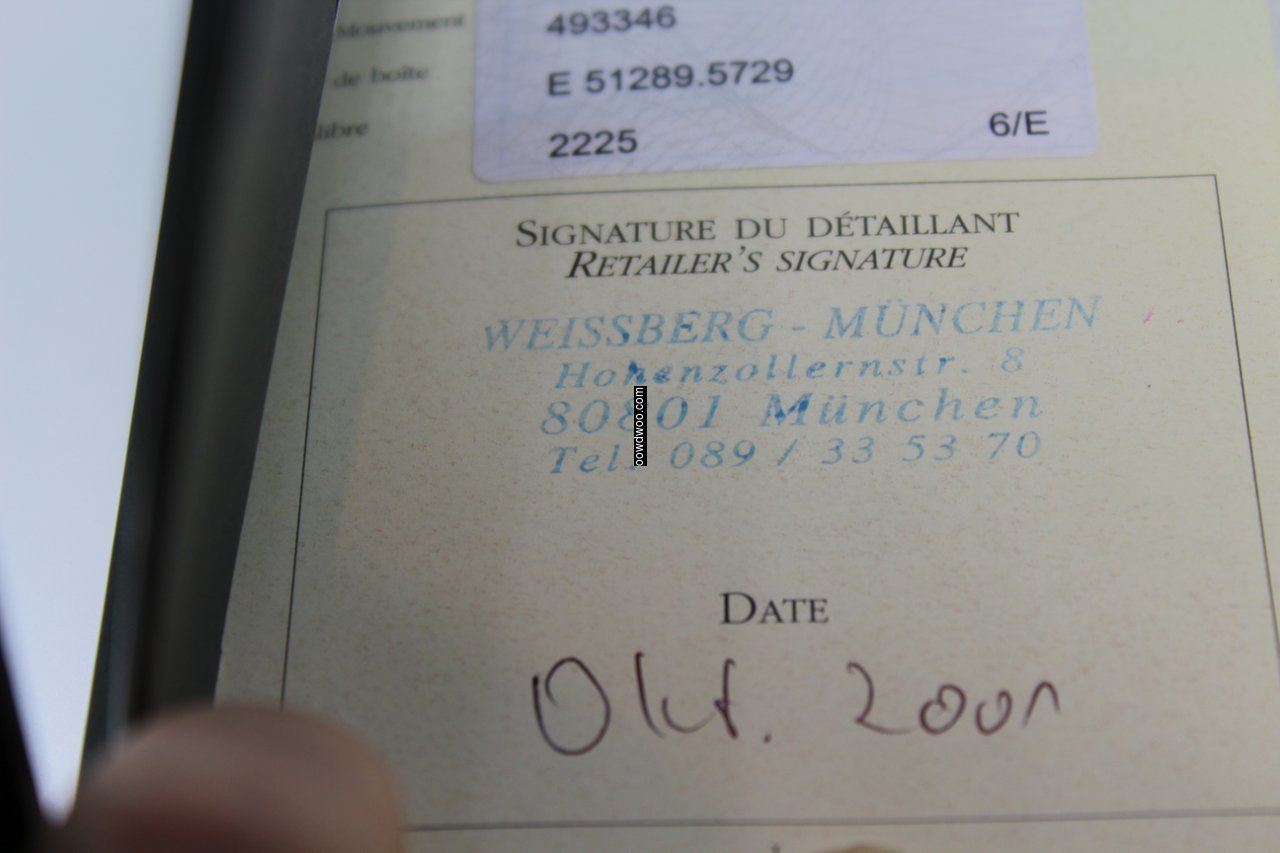 Mouvement 493346
de boîte E 51289.5729
libre 2225 6/E
SIGNATURE DU DÉTAILLANT
RETAILER'S SIGNATURE
WEISSBERG - MÜNCHEN
Hohenzollernstr. 8
80801 München
Tel. 089 / 33 53 70
oowdwoo.com
DATE
Okt. 2001